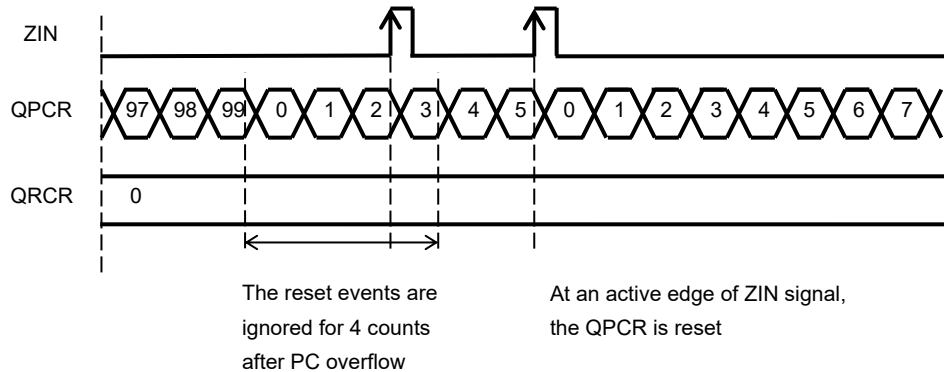 ZIN
QPCR 97 98 99 0 1 2 3 4 5 0 1 2 3 4 5 6 7
QRCR 0
The reset events are
ignored for 4 counts
after PC overflow
At an active edge of ZIN signal,
the QPCR is reset